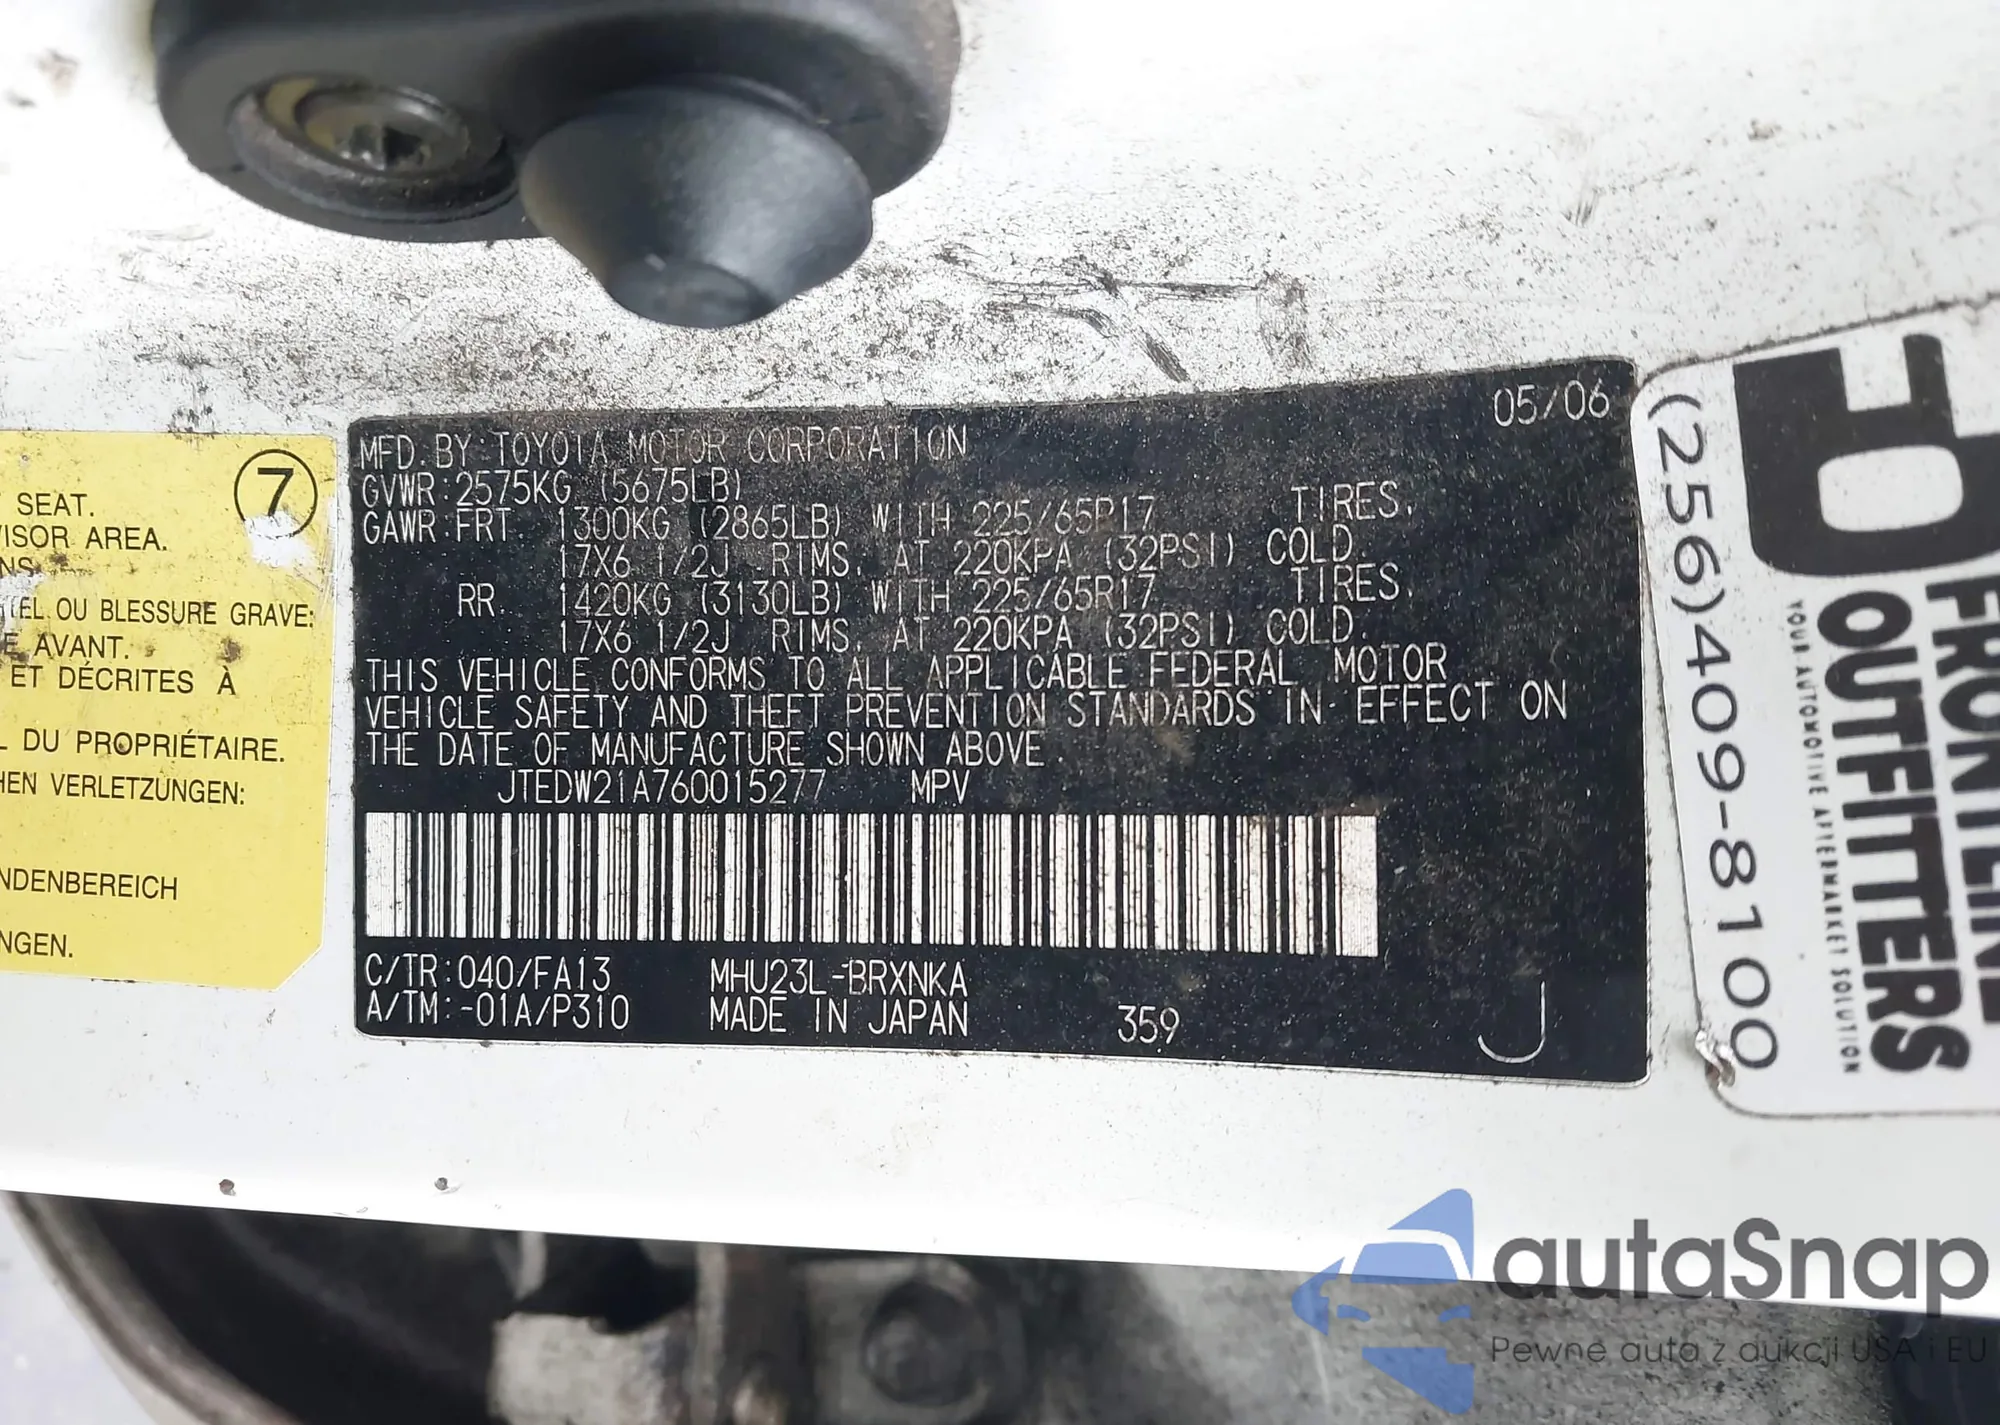 05/06
MFD. BY: TOYOTA MOTOR CORPORATION
GVWR: 2575KG (5675LB)
GAWR: FRT. 1300KG (2865LB) WITH 225/65R17 TIRES,
17X6 1/2J RIMS, AT 220KPA (32PSI) COLD.
RR. 1420KG (3130LB) WITH 225/65R17 TIRES,
17X6 1/2J RIMS, AT 220KPA (32PSI) COLD.
THIS VEHICLE CONFORMS TO ALL APPLICABLE FEDERAL MOTOR
VEHICLE SAFETY AND THEFT PREVENTION STANDARDS IN EFFECT ON
THE DATE OF MANUFACTURE SHOWN ABOVE.
JTEDW21A760015277 MPV
C/TR: 040/FA13 MHU23L-BRXNKA
A/TM: -01A/P310 MADE IN JAPAN 359 J
7
SEAT.
VISOR AREA.
OU BLESSURE GRAVE:
AVANT.
ET DÉCRITES À
DU PROPRIÉTAIRE.
VERLETZUNGEN:
NDENBEREICH
NGEN.
(256)409-8100
FRONTLINE
OUTFITTERS
YOUR AUTOMOTIVE AFTERMARKET SOLUTION
autaSnap
Pewne auta z aukcji USA i EU